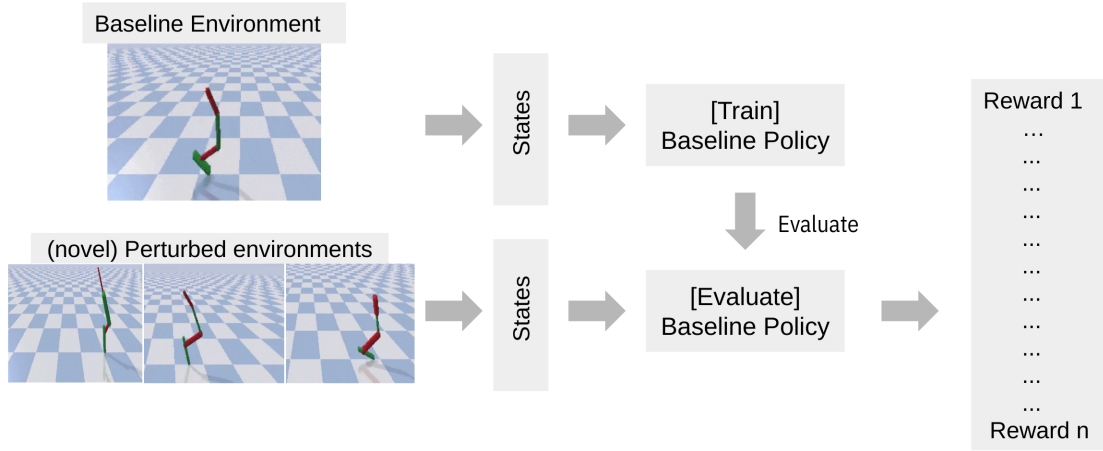 Baseline Environment
States
[Train]
Baseline Policy
Evaluate
(novel) Perturbed environments
States
[Evaluate]
Baseline Policy
Reward 1
...
...
...
...
...
...
...
...
...
...
...
Reward n